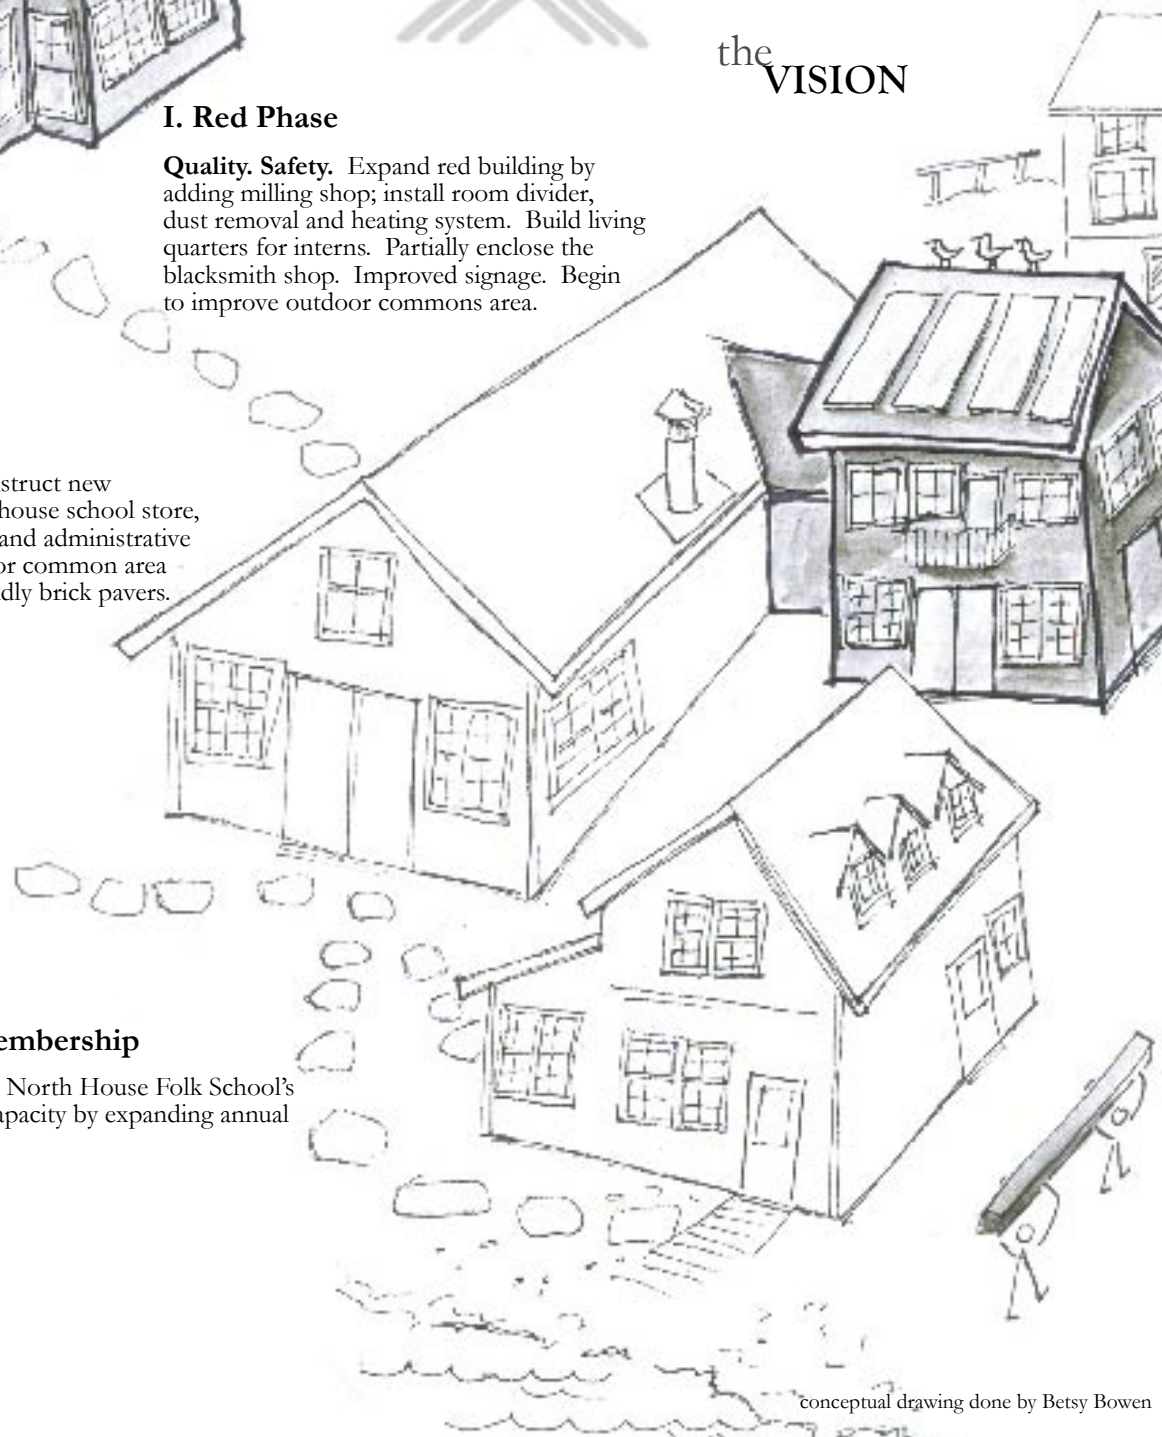 the
VISION
I. Red Phase
Quality. Safety. Expand red building by
adding milling shop; install room divider,
dust removal and heating system. Build living
quarters for interns. Partially enclose the
blacksmith shop. Improved signage. Begin
to improve outdoor commons area.
struct new
house school store,
and administrative
or common area
dly brick pavers.
embership
North House Folk School's
apacity by expanding annual
conceptual drawing done by Betsy Bowen